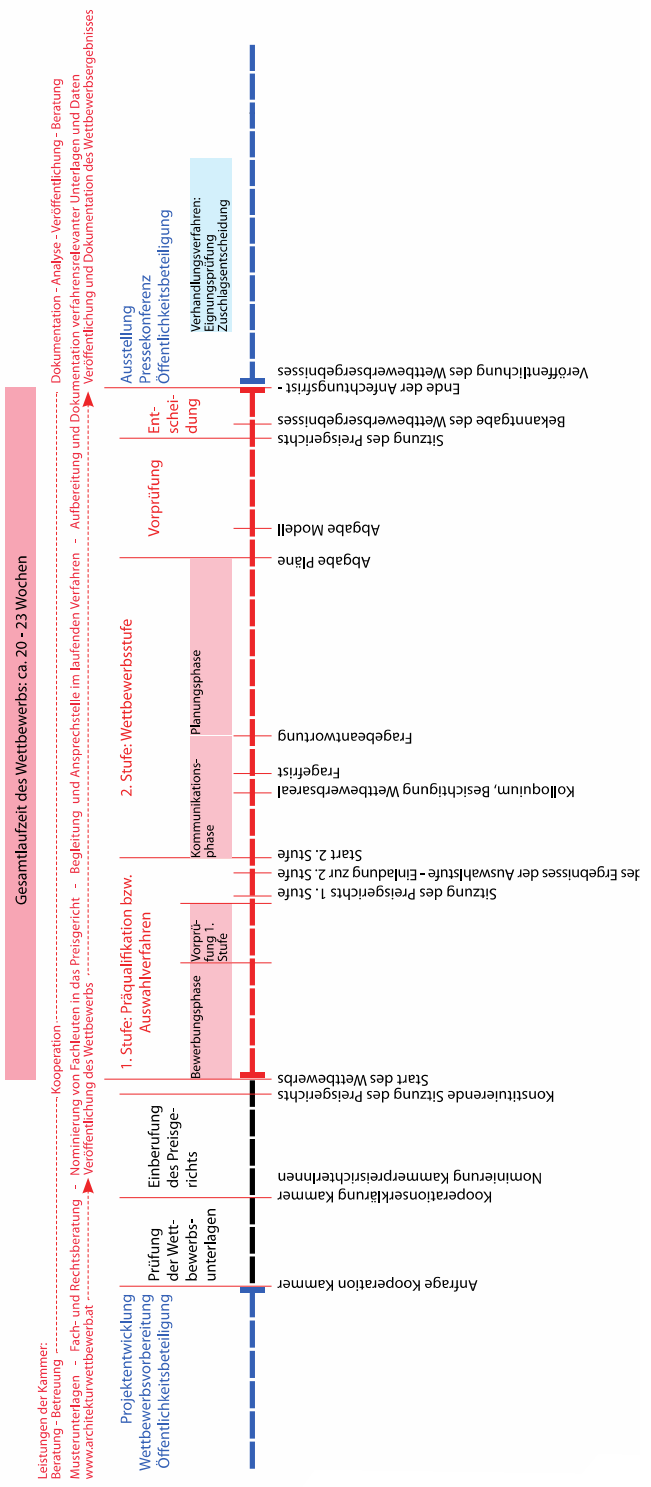 Gesamtlaufzeit des Wettbewerbs: ca. 20 - 23 Wochen
Leistungen der Kammer:
Beratung - Betreuung - Kooperation - Dokumentation - Analyse - Veröffentlichung - Beratung
Musterunterlagen - Fach- und Rechtsberatung - Nominierung von Fachleuten in das Preisgericht - Begleitung und Ansprechstelle im laufenden Verfahren - Aufbereitung und Dokumentation verfahrensrelevanter Unterlagen und Daten
www.architekturwettbewerb.at Veröffentlichung des Wettbewerbs Veröffentlichung und Dokumentation des Wettbewerbsergebnisses
Projektentwicklung
Wettbewerbsvorbereitung
Öffentlichkeitsbeteiligung
Prüfung
der Wett-
bewerbs-
unterlagen
Einberufung
des Preisge-
richts
1. Stufe: Präqualifikation bzw.
Auswahlverfahren
Bewerbungsphase
Vorprü-
fung 1.
Stufe
2. Stufe: Wettbewerbsstufe
Kommunikations-
phase
Planungsphase
Vorprüfung
Ent-
schei-
dung
Ausstellung
Pressekonferenz
Öffentlichkeitsbeteiligung
Verhandlungsverfahren:
Eignungsprüfung
Zuschlagsentscheidung
Anfrage Kooperation Kammer
Kooperationserklärung Kammer
Nominierung KammerpreisrichterInnen
Konstituierende Sitzung des Preisgerichts
Start des Wettbewerbs
Sitzung des Preisgerichts 1. Stufe
des Ergebnisses der Auswahlstufe - Einladung zur 2. Stufe
Start 2. Stufe
Kolloquium, Besichtigung Wettbewerbsareal
Fragefrist
Fragebeantwortung
Abgabe Pläne
Abgabe Modell
Sitzung des Preisgerichts
Bekanntgabe des Wettbewerbsergebnisses
Ende der Anfechtungsfrist -
Veröffentlichung des Wettbewerbsergebnisses